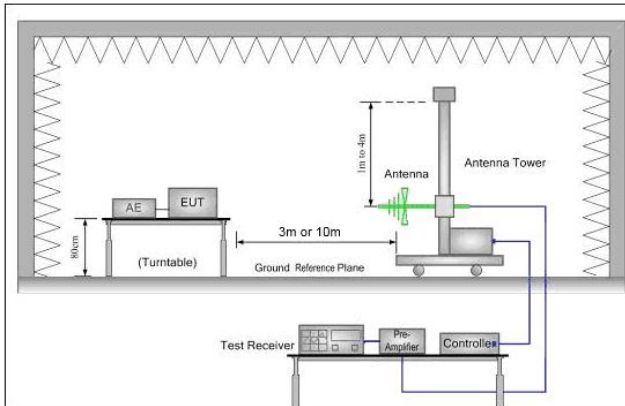 1m to 4m
Antenna
Antenna Tower
AE
EUT
80cm
(Turntable)
3m or 10m
Ground Reference Plane
Test Receiver
Pre-
Amplifier
Controller